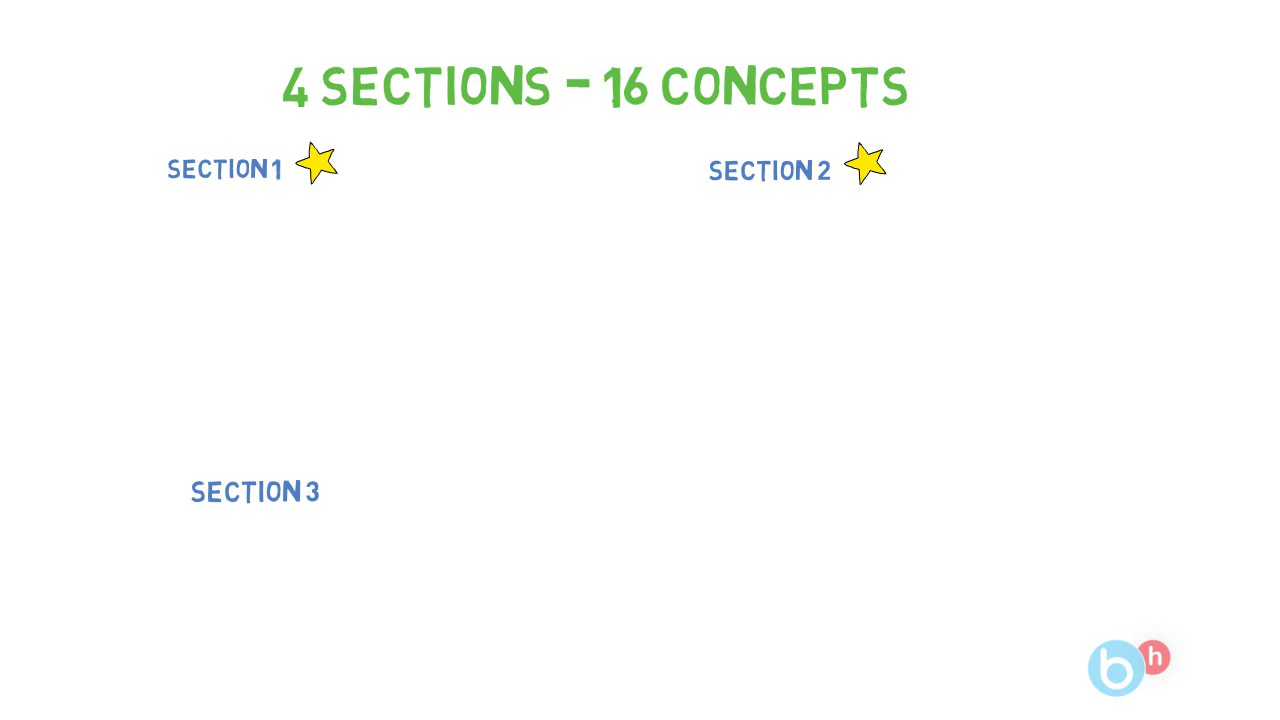 4 SECTIONS - 16 CONCEPTS
SECTION 1
SECTION 2
SECTION 3
b h